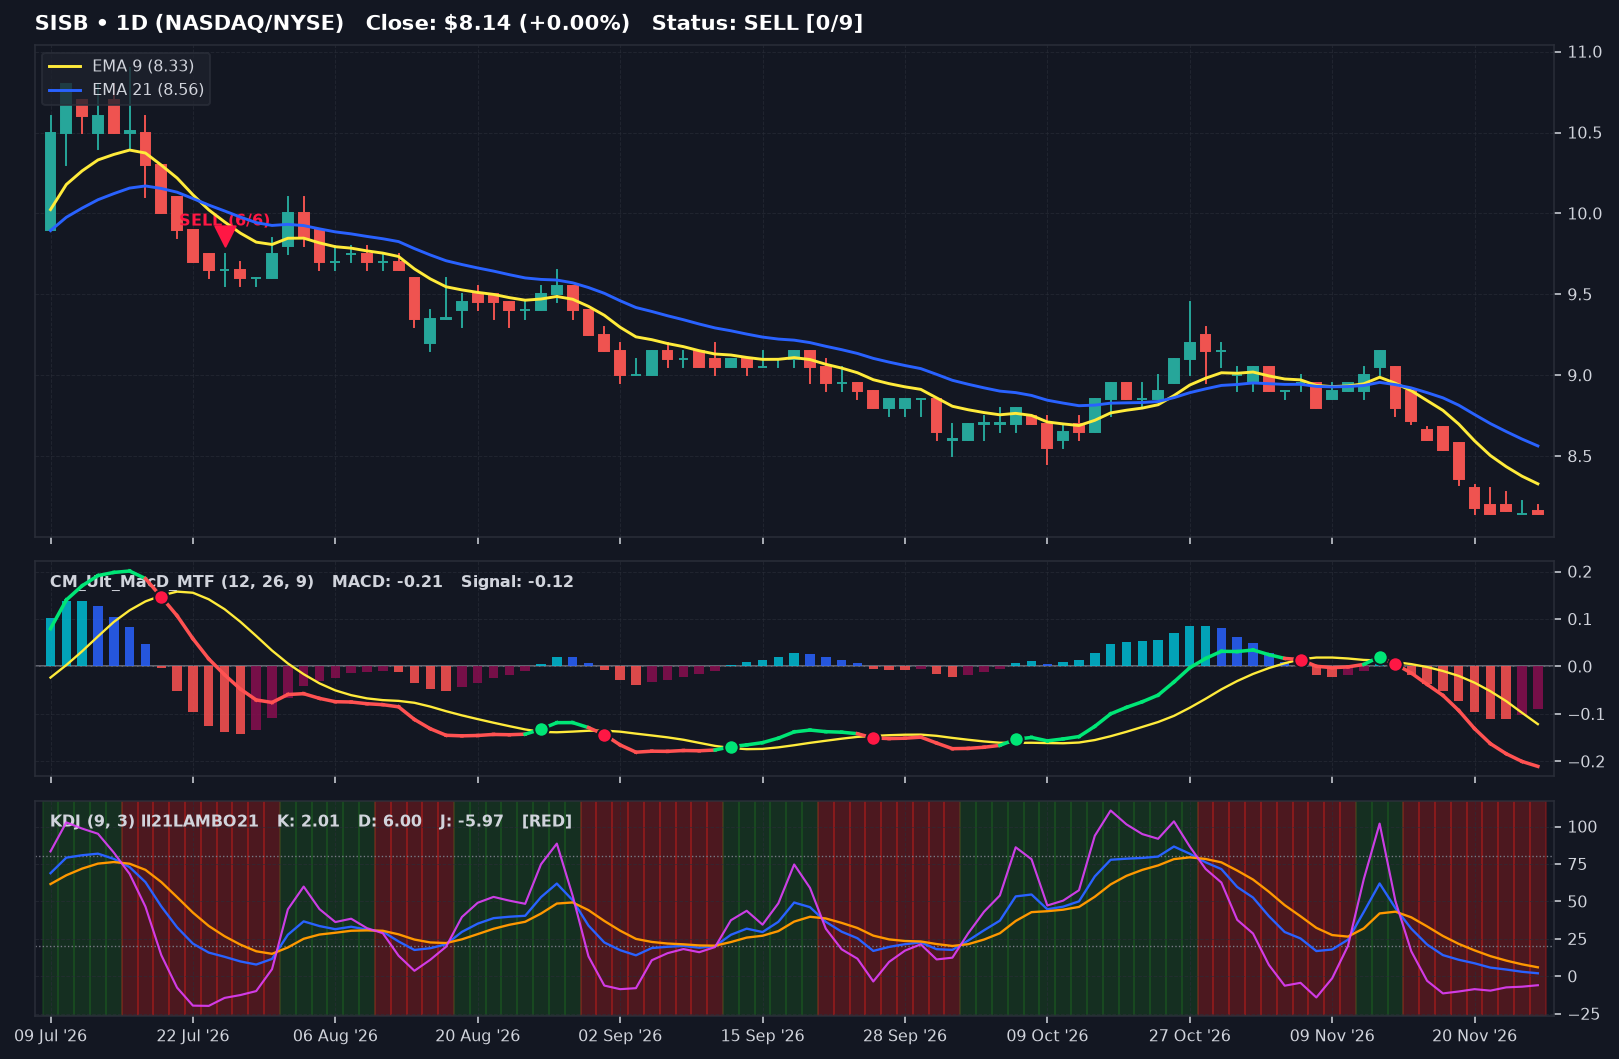 SISB • 1D (NASDAQ/NYSE)   Close: $8.14 (+0.00%)   Status: SELL [0/9]
EMA 9 (8.33)
EMA 21 (8.56)
SELL (6/6)
11.0
10.5
10.0
9.5
9.0
8.5
CM_Ult_MacD_MTF (12, 26, 9)   MACD: -0.21   Signal: -0.12
0.2
0.1
0.0
−0.1
−0.2
KDJ (9, 3) ll21LAMBO21   K: 2.01   D: 6.00   J: -5.97   [RED]
100
75
50
25
0
−25
09 Jul '26
22 Jul '26
06 Aug '26
20 Aug '26
02 Sep '26
15 Sep '26
28 Sep '26
09 Oct '26
27 Oct '26
09 Nov '26
20 Nov '26